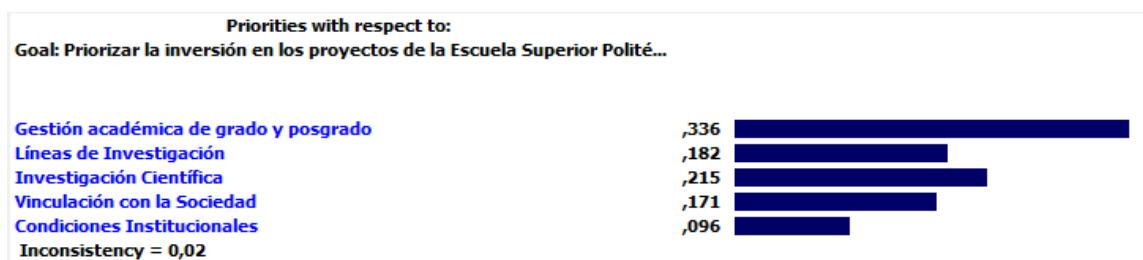 Priorities with respect to:
Goal: Priorizar la inversión en los proyectos de la Escuela Superior Polité...
Gestión académica de grado y posgrado ,336
Líneas de Investigación ,182
Investigación Científica ,215
Vinculación con la Sociedad ,171
Condiciones Institucionales ,096
Inconsistency = 0,02